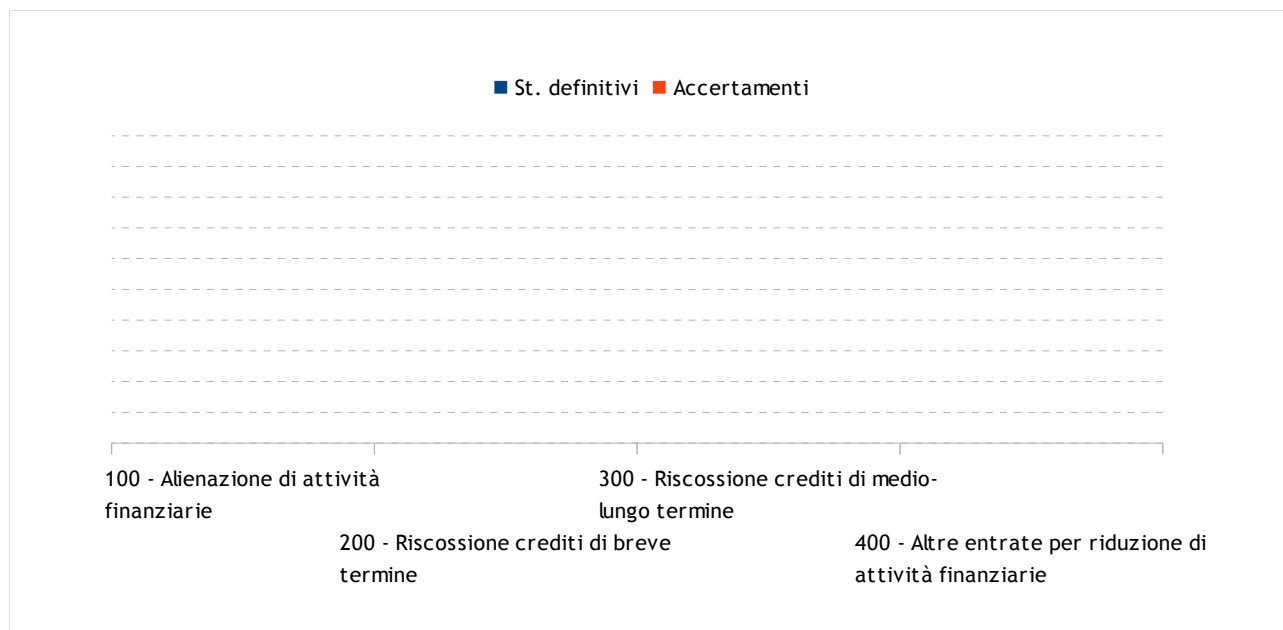 St. definitivi Accertamenti
100 - Alienazione di attività
finanziarie
200 - Riscossione crediti di breve
termine
300 - Riscossione crediti di medio-
lungo termine
400 - Altre entrate per riduzione di
attività finanziarie